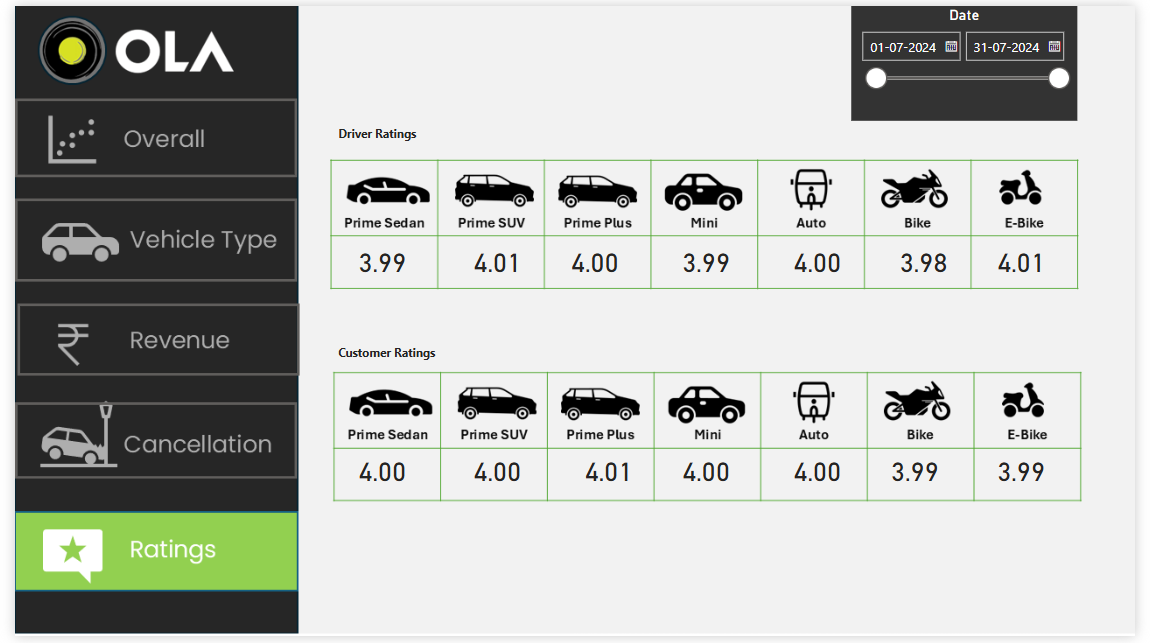 OLA
Overall
Vehicle Type
Revenue
Cancellation
Ratings
Date
01-07-2024 31-07-2024
Driver Ratings
Prime Sedan Prime SUV Prime Plus Mini Auto Bike E-Bike
3.99 4.01 4.00 3.99 4.00 3.98 4.01
Customer Ratings
Prime Sedan Prime SUV Prime Plus Mini Auto Bike E-Bike
4.00 4.00 4.01 4.00 4.00 3.99 3.99